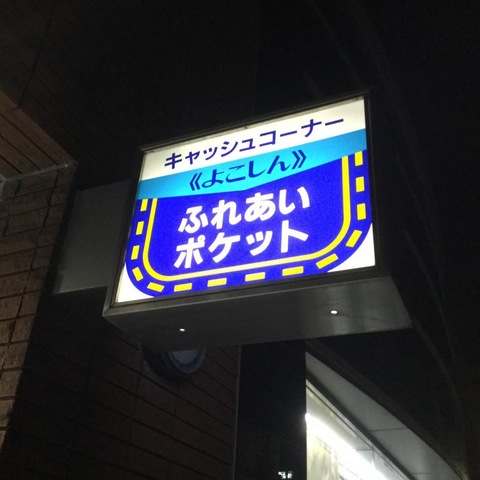 キャッシュコーナー
《よこしん》
ふれあい
ポケット